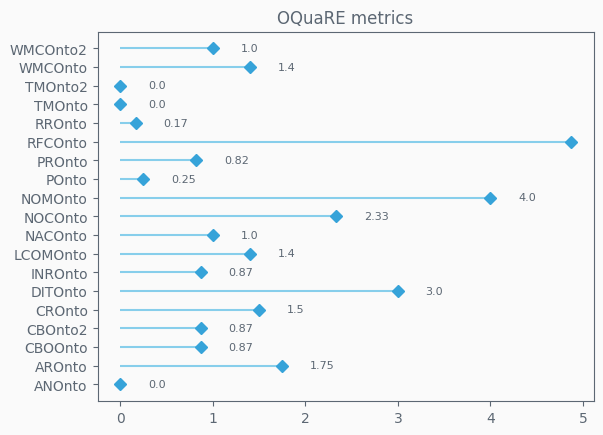 OQuaRE metrics
WMCOnto2 1.0
WMCOnto 1.4
TMOnto2 0.0
TMOnto 0.0
RROnto 0.17
RFCOnto
PROnto 0.82
POnto 0.25
NOMOnto 4.0
NOCOnto 2.33
NACOnto 1.0
LCOMOnto 1.4
INROnto 0.87
DITOnto 3.0
CROnto 1.5
CBOnto2 0.87
CBOOnto 0.87
AROnto 1.75
ANOnto 0.0
0 1 2 3 4 5